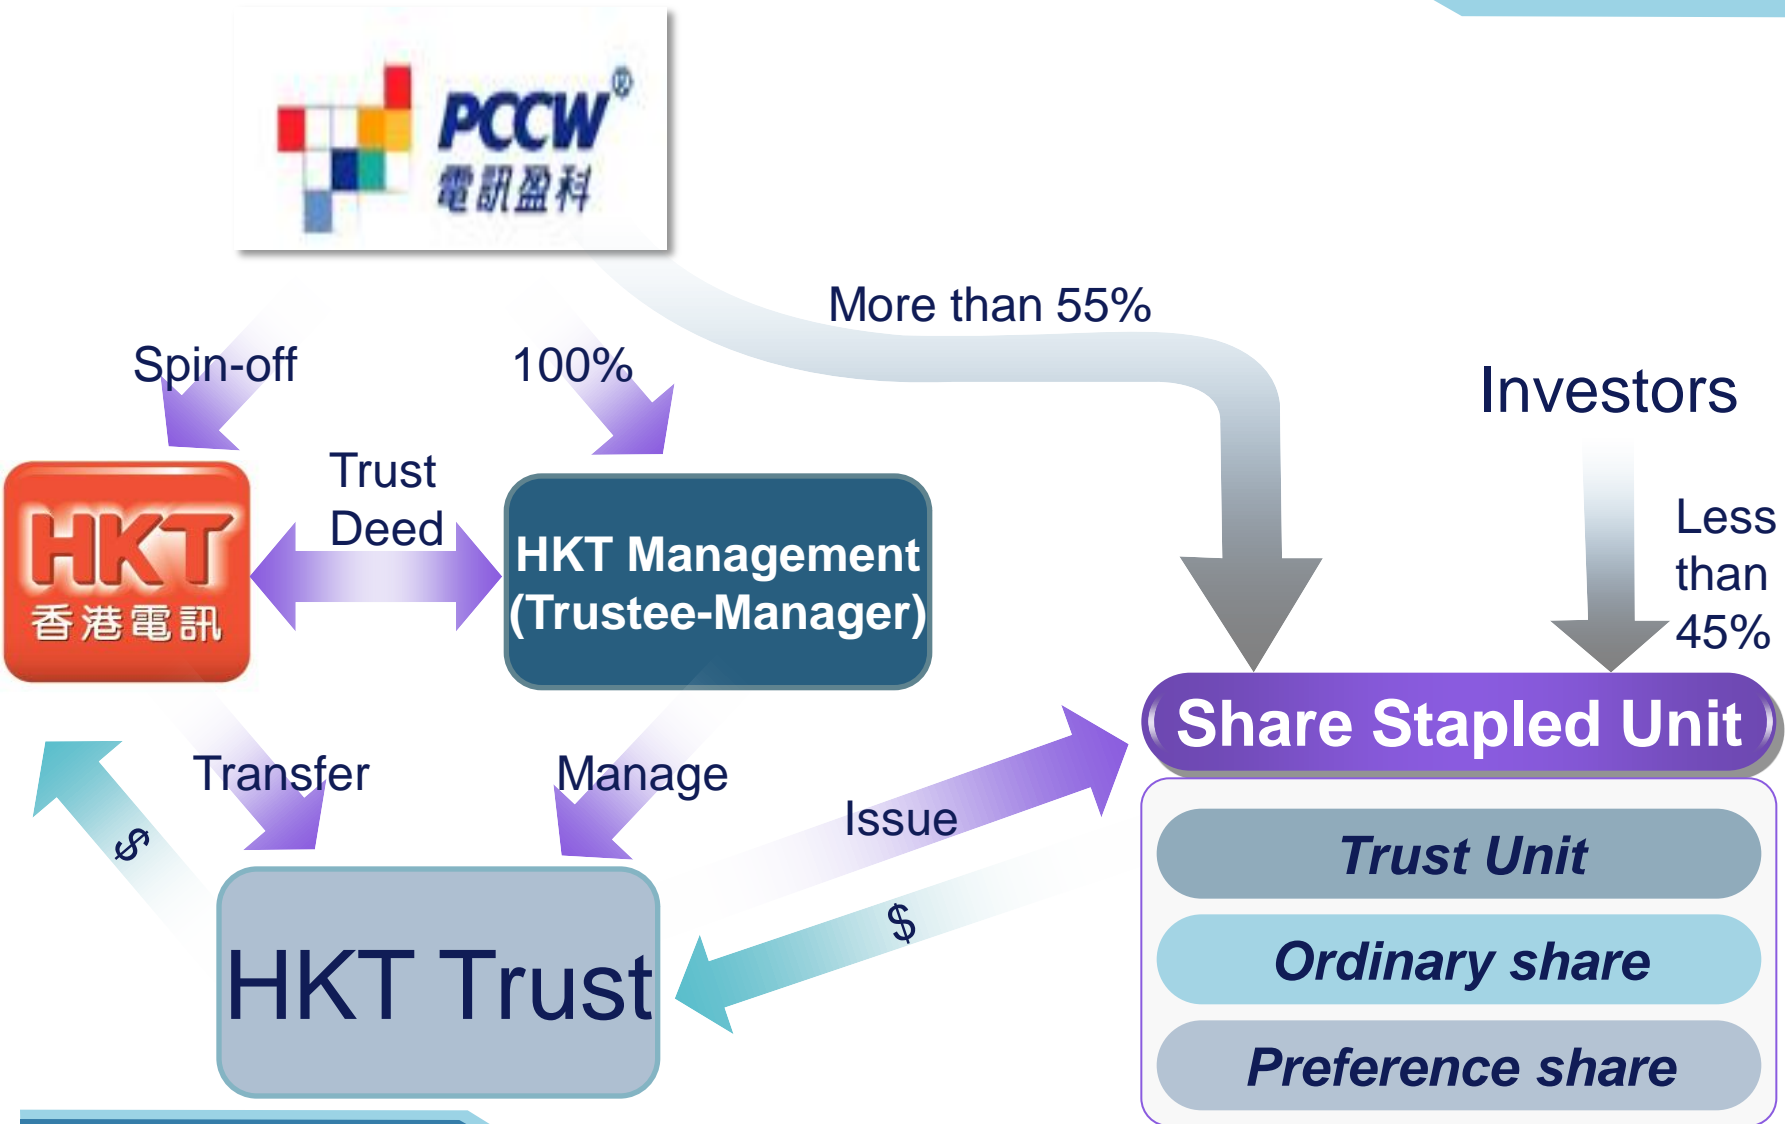 PCCW®
電訊盈科
More than 55%
Spin-off
100%
Investors
Trust
Deed
Less
than
45%
HKT
香港電訊
HKT Management
(Trustee-Manager)
Share Stapled Unit
Transfer
Manage
Issue
$
Trust Unit
$
HKT Trust
Ordinary share
Preference share